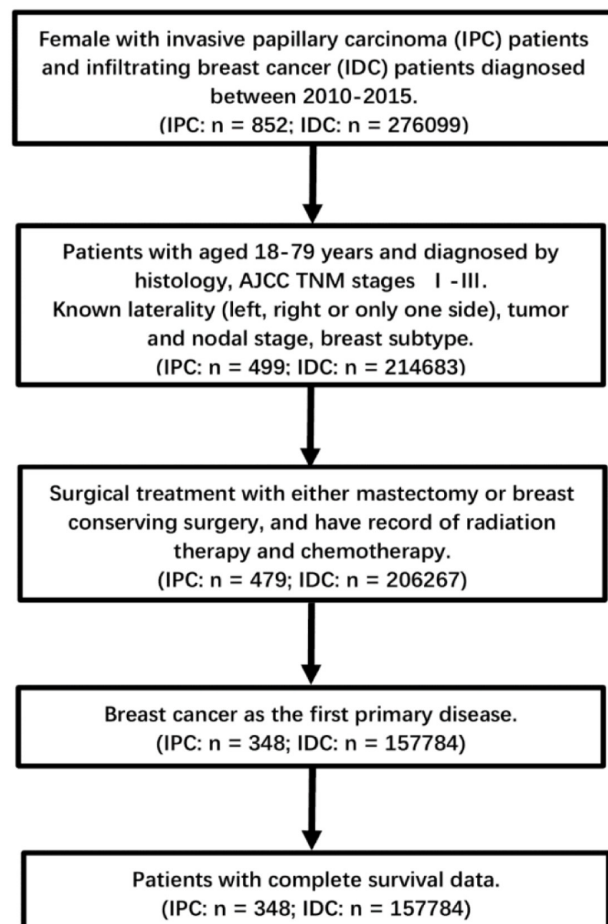 Female with invasive papillary carcinoma (IPC) patients
and infiltrating breast cancer (IDC) patients diagnosed
between 2010-2015.
(IPC: n = 852; IDC: n = 276099)
Patients with aged 18-79 years and diagnosed by
histology, AJCC TNM stages I -III.
Known laterality (left, right or only one side), tumor
and nodal stage, breast subtype.
(IPC: n = 499; IDC: n = 214683)
Surgical treatment with either mastectomy or breast
conserving surgery, and have record of radiation
therapy and chemotherapy.
(IPC: n = 479; IDC: n = 206267)
Breast cancer as the first primary disease.
(IPC: n = 348; IDC: n = 157784)
Patients with complete survival data.
(IPC: n = 348; IDC: n = 157784)